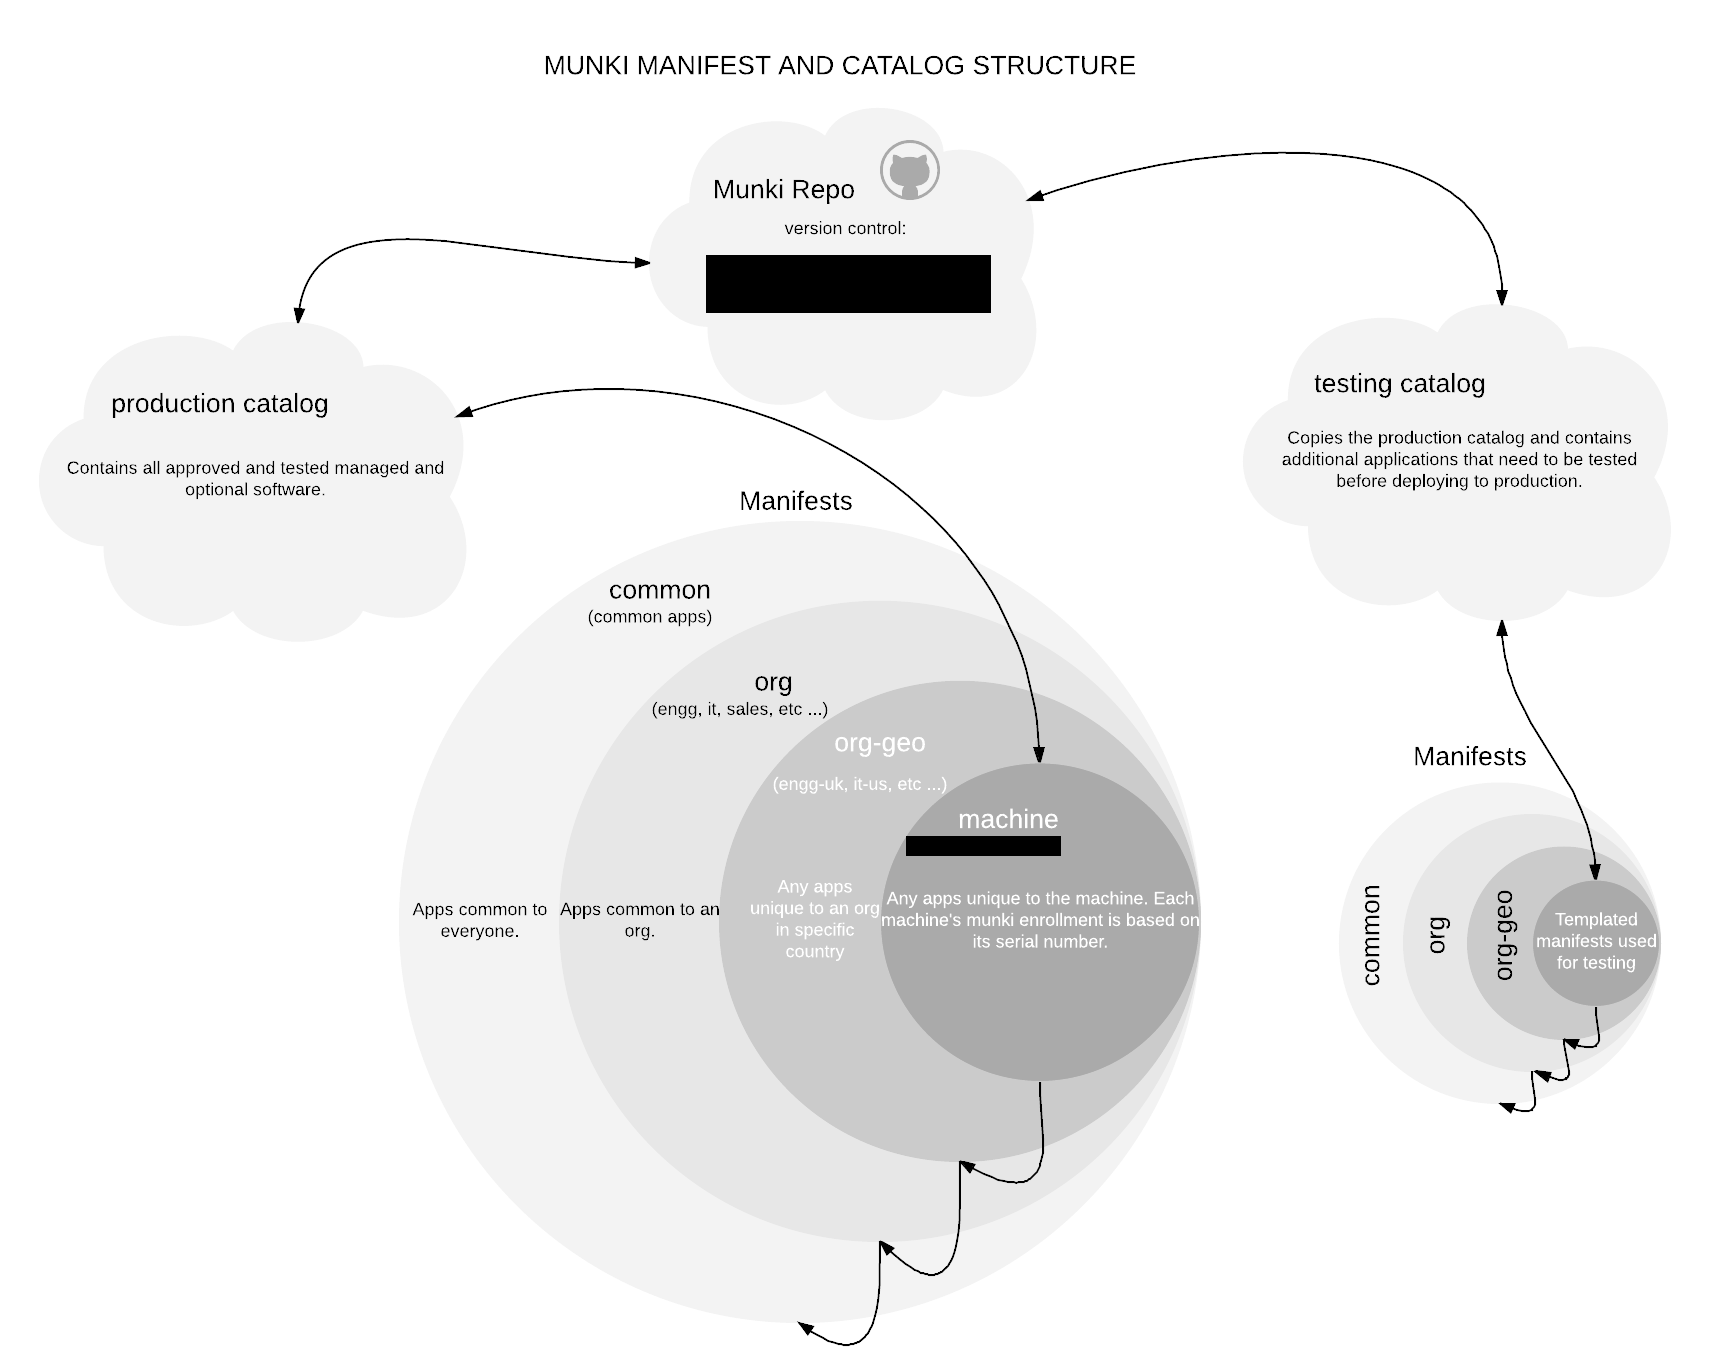 MUNKI MANIFEST AND CATALOG STRUCTURE
Munki Repo
version control:
production catalog
Contains all approved and tested managed and
optional software.
testing catalog
Copies the production catalog and contains
additional applications that need to be tested
before deploying to production.
Manifests
common
(common apps)
org
(engg, it, sales, etc ...)
org-geo
(engg-uk, it-us, etc ...)
machine
Apps common to
everyone.
Apps common to an
org.
Any apps
unique to an org
in specific
country
Any apps unique to the machine. Each
machine's munki enrollment is based on
its serial number.
Manifests
common
org
org-geo
Templated
manifests used
for testing